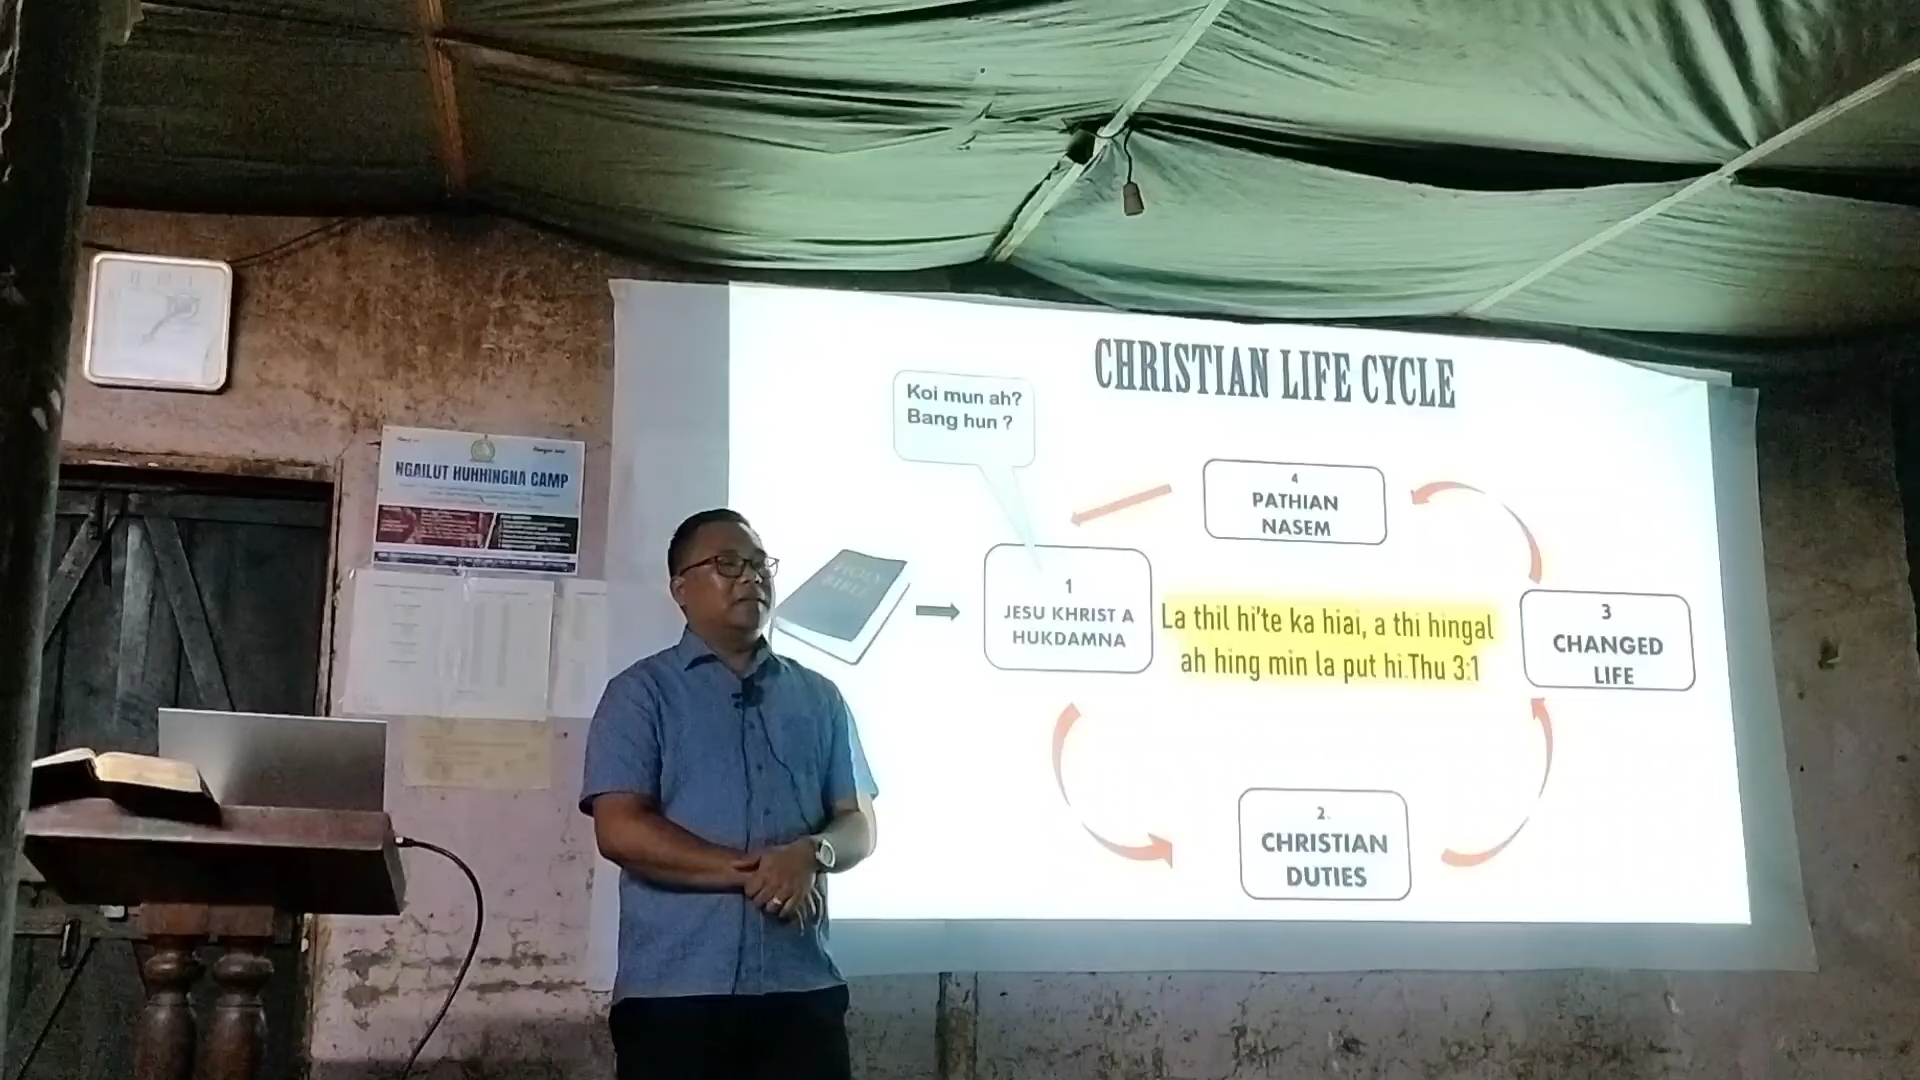 CHRISTIAN LIFE CYCLE
Koi mun ah?
Bang hun ?
4
PATHIAN
NASEM
HOLY
BIBLE
1
JESU KHRIST A
HUKDAMNA
La thil hi'te ka hiai, a thi hingal
ah hing min la put hi.Thu 3:1
3
CHANGED
LIFE
2.
CHRISTIAN
DUTIES
NGAILUT HUHHINGNA CAMP